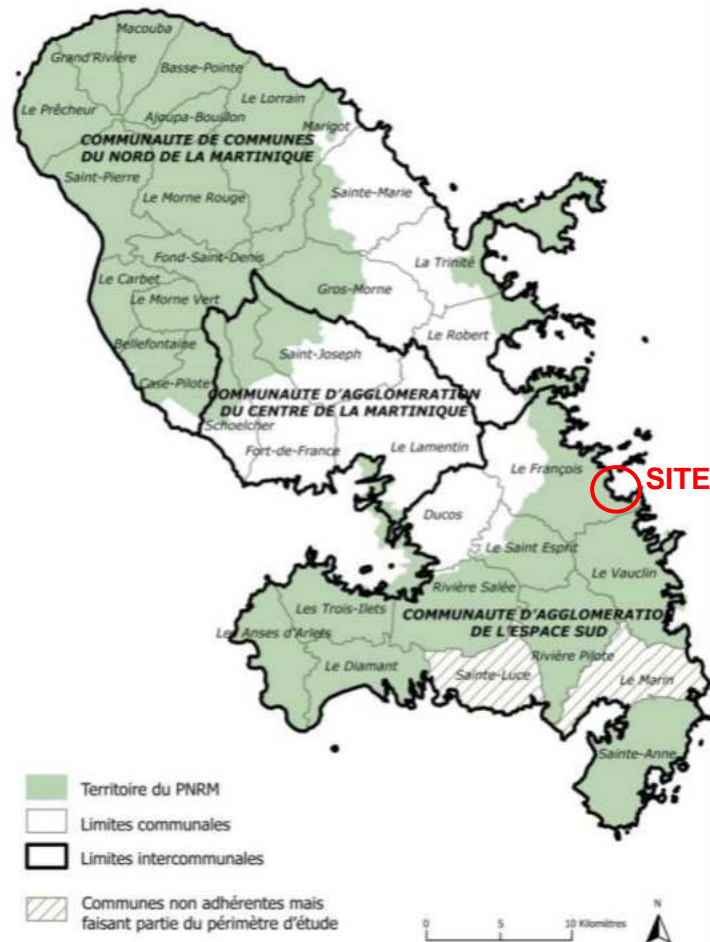 Macouba
Grand'Rivière
Basse-Pointe
Le Lorrain
Le Prêcheur
Ajoupa-Bouillon
Marigot
COMMUNAUTE DE COMMUNES
DU NORD DE LA MARTINIQUE
Saint-Pierre
Sainte-Marie
Le Morne Rouge
Fond-Saint-Denis
La Trinité
Le Carbet
Gros-Morne
Le Morne Vert
Le Robert
Bellefontaine
Saint-Joseph
Case-Pilote
COMMUNAUTE D'AGGLOMERATION
DU CENTRE DE LA MARTINIQUE
Schoelcher
Fort-de-France
Le Lamentin
Le François
SITE
Ducos
Le Saint Esprit
Le Vauclin
Rivière Salée
Les Trois-Ilets
COMMUNAUTE D'AGGLOMERATION
DE L'ESPACE SUD
Les Anses d'Arlets
Rivière Pilote
Le Diamant
Sainte-Luce
Le Marin
Sainte-Anne
Territoire du PNRM
Limites communales
Limites intercommunales
Communes non adhérentes mais
faisant partie du périmètre d'étude
0 5 10 Kilomètres
N